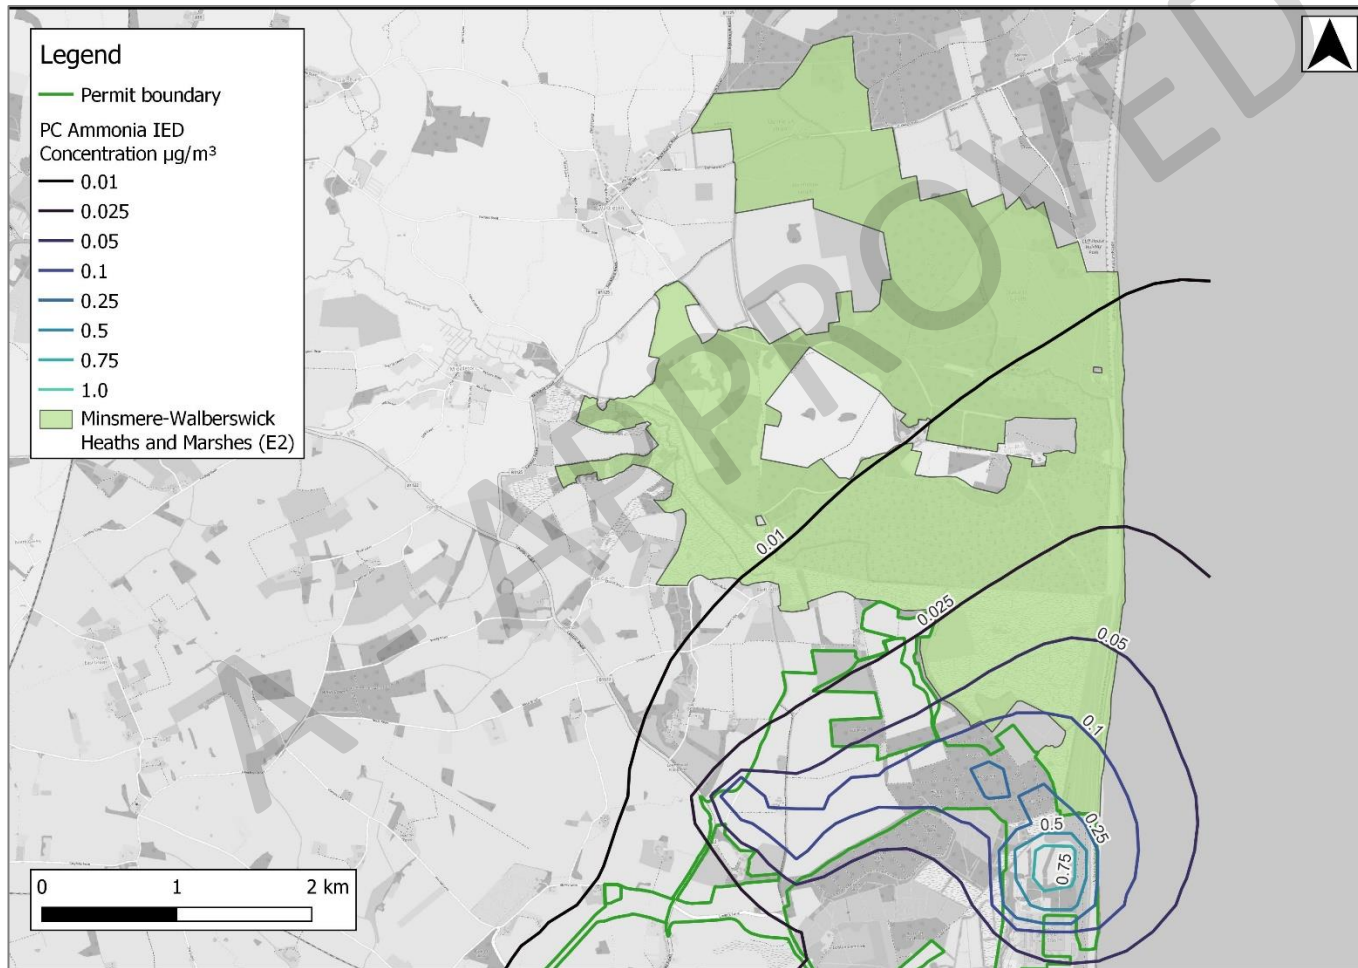 Legend
Permit boundary
PC Ammonia IED
Concentration µg/m³
0.01
0.025
0.05
0.1
0.25
0.5
0.75
1.0
Minsmere-Walberswick
Heaths and Marshes (E2)
APPROVED
0.01
0.025
0.05
0.1
0.25
0.5
0.75
0 1 2 km